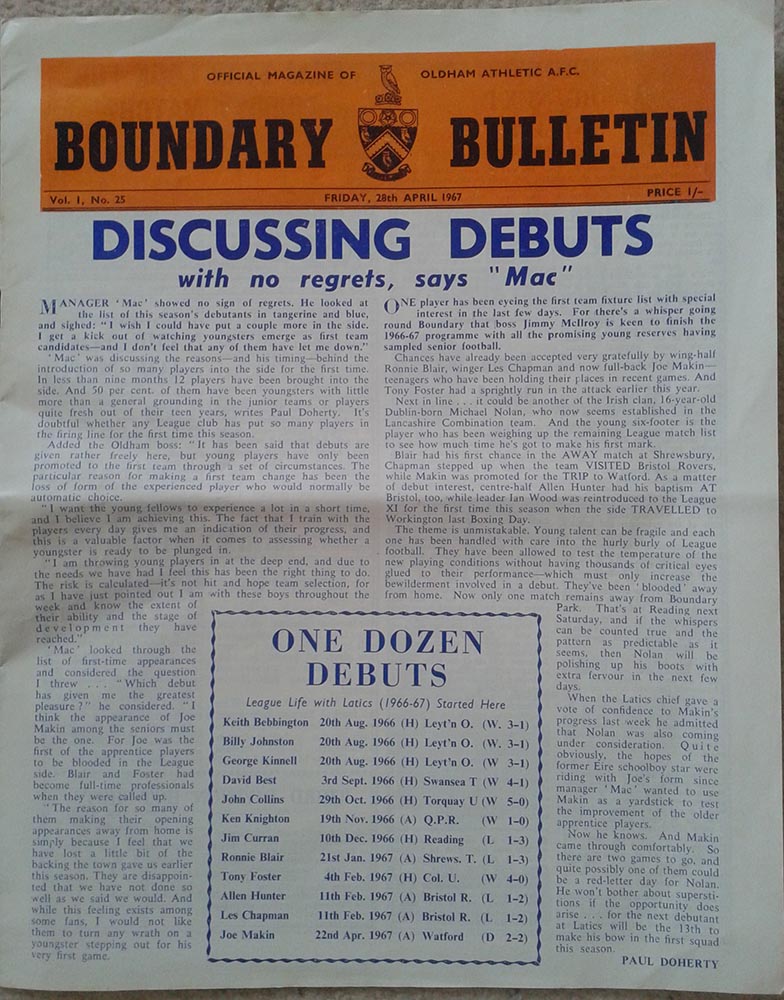 OFFICIAL MAGAZINE OF OLDHAM ATHLETIC A.F.C.
BOUNDARY BULLETIN
Vol. 1, No. 25 FRIDAY, 28th APRIL 1967 PRICE 1/-
DISCUSSING DEBUTS
with no regrets, says "Mac"
MANAGER 'Mac' showed no sign of regrets. He looked at
the list of this season's debutants in tangerine and blue,
and sighed: "I wish I could have put a couple more in the side.
I get a kick out of watching youngsters emerge as first team
candidates—and I don't feel that any of them have let me down."
'Mac' was discussing the reasons—and his timing—behind the
introduction of so many players into the side for the first time.
In less than nine months 12 players have been brought into the
side. And 50 per cent. of them have been youngsters with little
more than a general grounding in the junior teams or players
quite fresh out of their teen years, writes Paul Doherty. It's
doubtful whether any League club has put so many players in
the firing line for the first time this season.
Added the Oldham boss: "It has been said that debuts are
given rather freely here, but young players have only been
promoted to the first team through a set of circumstances. The
particular reason for making a first team change has been the
loss of form of the experienced player who would normally be
automatic choice.
"I want the young fellows to experience a lot in a short time,
and I believe I am achieving this. The fact that I train with the
players every day gives me an indication of their progress, and
this is a valuable factor when it comes to assessing whether a
youngster is ready to be plunged in.
"I am throwing young players in at the deep end, and due to
the needs we have had I feel this has been the right thing to do.
The risk is calculated—it's not hit and hope team selection, for
as I have just pointed out I am with these boys throughout the
week and know the extent of
their ability and the stage of
development they have
reached."
'Mac' looked through the
list of first-time appearances
and considered the question
I threw . . . "Which debut
has given me the greatest
pleasure?" he considered. "I
think the appearance of Joe
Makin among the seniors must
be the one. For Joe was the
first of the apprentice players
to be blooded in the League
side. Blair and Foster had
become full-time professionals
when they were called up.
"The reason for so many of
them making their opening
appearances away from home is
simply because I feel that we
have lost a little bit of the
backing the town gave us earlier
this season. They are disappoin-
ted that we have not done so
well as we said we would. And
while this feeling exists among
some fans, I would not like
them to turn any wrath on a
youngster stepping out for his
very first game.
ONE player has been eyeing the first team fixture list with special
interest in the last few days. For there's a whisper going
round Boundary that boss Jimmy McIlroy is keen to finish the
1966-67 programme with all the promising young reserves having
sampled senior football.
Chances have already been accepted very gratefully by wing-half
Ronnie Blair, winger Les Chapman and now full-back Joe Makin—
teenagers who have been holding their places in recent games. And
Tony Foster had a sprightly run in the attack earlier this year.
Next in line . . . it could be another of the Irish clan, 16-year-old
Dublin-born Michael Nolan, who now seems established in the
Lancashire Combination team. And the young six-footer is the
player who has been weighing up the remaining League match list
to see how much time he's got to make his first mark.
Blair had his first chance in the AWAY match at Shrewsbury,
Chapman stepped up when the team VISITED Bristol Rovers,
while Makin was promoted for the TRIP to Watford. As a matter
of debut interest, centre-half Allen Hunter had his baptism AT
Bristol, too, while leader Ian Wood was reintroduced to the League
XI for the first time this season when the side TRAVELLED to
Workington last Boxing Day.
The theme is unmistakable. Young talent can be fragile and each
one has been handled with care into the hurly burly of League
football. They have been allowed to test the temperature of the
new playing conditions without having thousands of critical eyes
glued to their performance—which must only increase the
bewilderment involved in a debut. They've been 'blooded' away
from home. Now only one match remains away from Boundary
Park. That's at Reading next
Saturday, and if the whispers
can be counted true and the
pattern as predictable as it
seems, then Nolan will be
polishing up his boots with
extra fervour in the next few
days.
When the Latics chief gave a
vote of confidence to Makin's
progress last week he admitted
that Nolan was also coming
under consideration. Quite
obviously, the hopes of the
former Eire schoolboy star were
riding with Joe's form since
manager 'Mac' wanted to use
Makin as a yardstick to test
the improvement of the older
apprentice players.
Now he knows. And Makin
came through comfortably. So
there are two games to go, and
quite possibly one of them could
be a red-letter day for Nolan.
He won't bother about supersti-
tions if the opportunity does
arise . . . for the next debutant
at Latics will be the 13th to
make his bow in the first squad
this season.
PAUL DOHERTY
ONE DOZEN
DEBUTS
League Life with Latics (1966-67) Started Here
Keith Bebbington 20th Aug. 1966 (H) Leyt'n O. (W. 3-1)
Billy Johnston 20th Aug. 1966 (H) Leyt'n O. (W. 3-1)
George Kinnell 20th Aug. 1966 (H) Leyt'n O. (W 3-1)
David Best 3rd Sept. 1966 (H) Swansea T (W 4-1)
John Collins 29th Oct. 1966 (H) Torquay U (W 5-0)
Ken Knighton 19th Nov. 1966 (A) Q.P.R. (W 1-0)
Jim Curran 10th Dec. 1966 (H) Reading (L 1-3)
Ronnie Blair 21st Jan. 1967 (A) Shrews. T. (L 1-3)
Tony Foster 4th Feb. 1967 (H) Col. U. (W 4-0)
Allen Hunter 11th Feb. 1967 (A) Bristol R. (L 1-2)
Les Chapman 11th Feb. 1967 (A) Bristol R. (L 1-2)
Joe Makin 22nd Apr. 1967 (A) Watford (D 2-2)